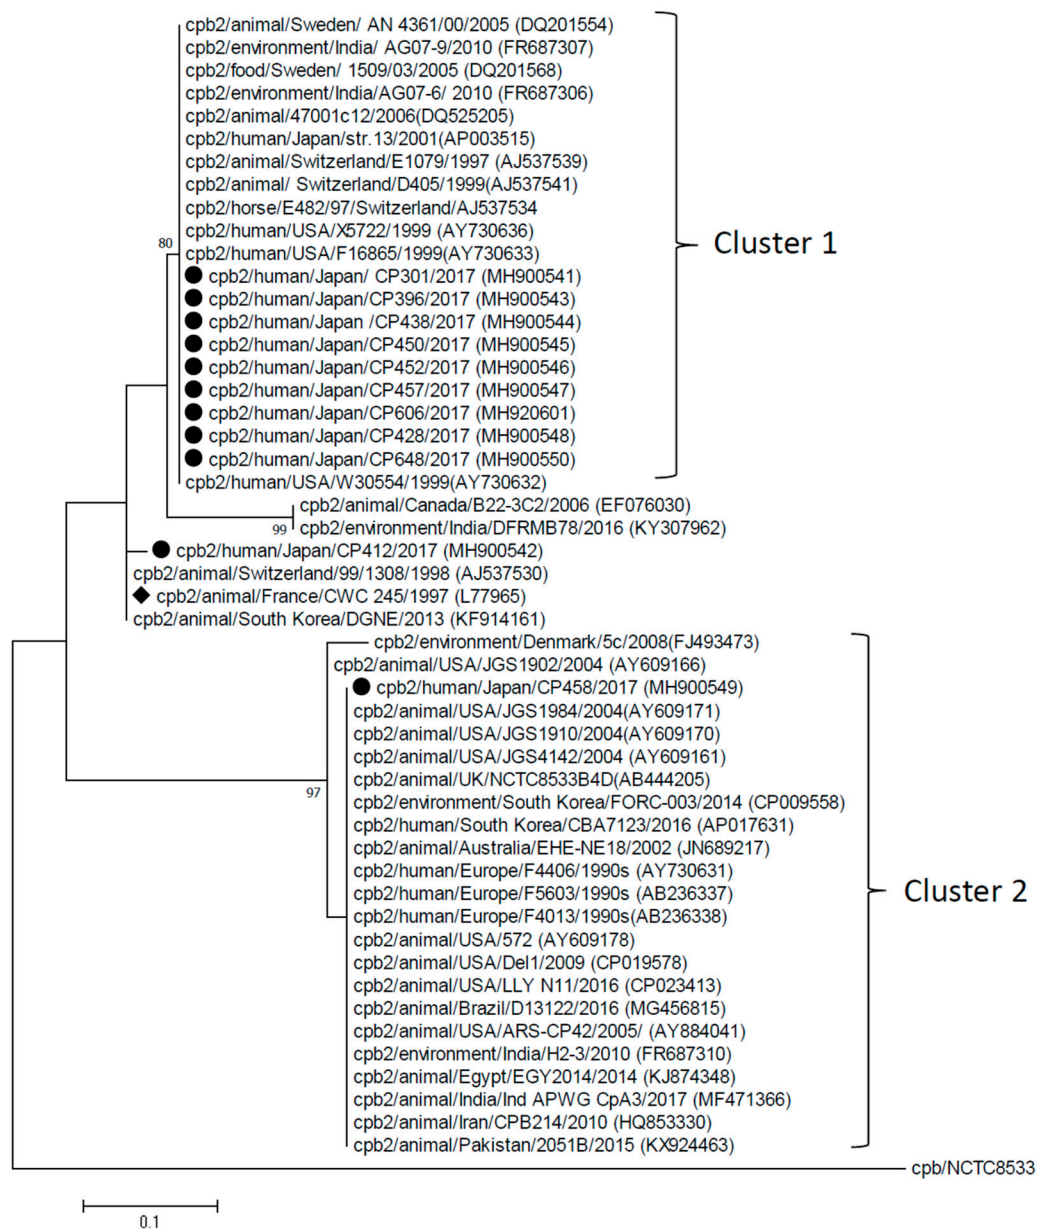 cpb2/animal/Sweden/ AN 4361/00/2005 (DQ201554)
cpb2/environment/India/ AG07-9/2010 (FR687307)
cpb2/food/Sweden/ 1509/03/2005 (DQ201568)
cpb2/environment/India/AG07-6/ 2010 (FR687306)
cpb2/animal/47001c12/2006(DQ525205)
cpb2/human/Japan/str.13/2001(AP003515)
cpb2/animal/Switzerland/E1079/1997 (AJ537539)
cpb2/animal/ Switzerland/D405/1999(AJ537541)
cpb2/horse/E482/97/Switzerland/AJ537534
cpb2/human/USA/X5722/1999 (AY730636)
80
Cluster 1
cpb2/human/USA/F16865/1999(AY730633)
cpb2/human/Japan/ CP301/2017 (MH900541)
cpb2/human/Japan/CP396/2017 (MH900543)
cpb2/human/Japan /CP438/2017 (MH900544)
cpb2/human/Japan/CP450/2017 (MH900545)
cpb2/human/Japan/CP452/2017 (MH900546)
cpb2/human/Japan/CP457/2017 (MH900547)
cpb2/human/Japan/CP606/2017 (MH920601)
cpb2/human/Japan/CP428/2017 (MH900548)
cpb2/human/Japan/CP648/2017 (MH900550)
cpb2/human/USA/W30554/1999(AY730632)
cpb2/animal/Canada/B22-3C2/2006 (EF076030)
99
cpb2/environment/India/DFRMB78/2016 (KY307962)
cpb2/human/Japan/CP412/2017 (MH900542)
cpb2/animal/Switzerland/99/1308/1998 (AJ537530)
cpb2/animal/France/CWC 245/1997 (L77965)
cpb2/animal/South Korea/DGNE/2013 (KF914161)
cpb2/environment/Denmark/5c/2008(FJ493473)
cpb2/animal/USA/JGS1902/2004 (AY609166)
cpb2/human/Japan/CP458/2017 (MH900549)
cpb2/animal/USA/JGS1984/2004(AY609171)
cpb2/animal/USA/JGS1910/2004(AY609170)
cpb2/animal/USA/JGS4142/2004 (AY609161)
cpb2/animal/UK/NCTC8533B4D(AB444205)
97
cpb2/environment/South Korea/FORC-003/2014 (CP009558)
cpb2/human/South Korea/CBA7123/2016 (AP017631)
cpb2/animal/Australia/EHE-NE18/2002 (JN689217)
cpb2/human/Europe/F4406/1990s (AY730631)
cpb2/human/Europe/F5603/1990s (AB236337)
Cluster 2
cpb2/human/Europe/F4013/1990s(AB236338)
cpb2/animal/USA/572 (AY609178)
cpb2/animal/USA/Del1/2009 (CP019578)
cpb2/animal/USA/LLY N11/2016 (CP023413)
cpb2/animal/Brazil/D13122/2016 (MG456815)
cpb2/animal/USA/ARS-CP42/2005/ (AY884041)
cpb2/environment/India/H2-3/2010 (FR687310)
cpb2/animal/Egypt/EGY2014/2014 (KJ874348)
cpb2/animal/India/Ind APWG CpA3/2017 (MF471366)
cpb2/animal/Iran/CPB214/2010 (HQ853330)
cpb2/animal/Pakistan/2051B/2015 (KX924463)
cpb/NCTC8533
0.1